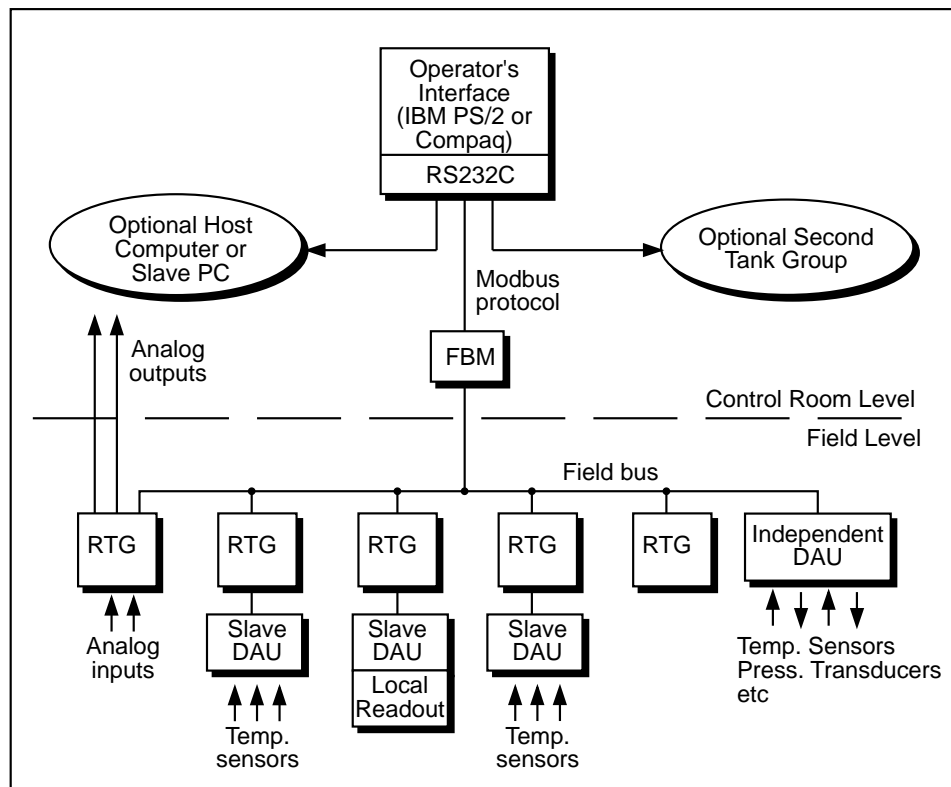 Operator's
Interface
(IBM PS/2 or
Compaq)
RS232C
Optional Host
Computer or
Slave PC
Optional Second
Tank Group
Modbus
protocol
FBM
Analog
outputs
Control Room Level
Field Level
Field bus
RTG
RTG
RTG
RTG
RTG
Independent
DAU
Analog
inputs
Slave
DAU
Slave
DAU
Local
Readout
Slave
DAU
Temp. Sensors
Press. Transducers
etc
Temp.
sensors
Temp.
sensors